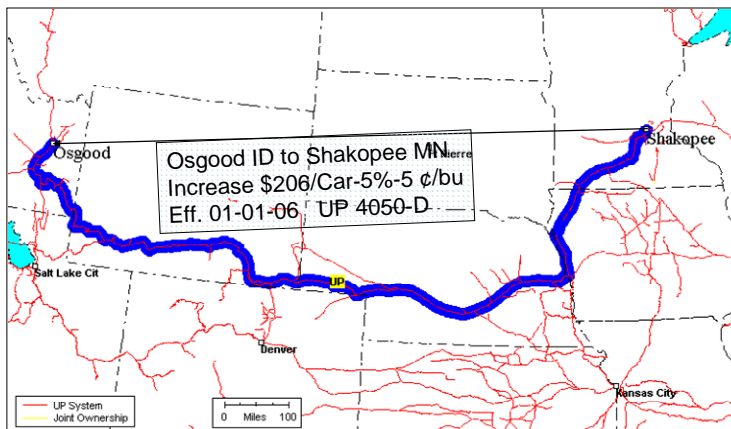 Osgood
Shakopee
Osgood ID to Shakopee MN
Increase $206/Car-5%-5 ¢/bu
Eff. 01-01-06 UP 4050-D
Salt Lake Cit
UP
Denver
Kansas City
UP System
Joint Ownership
0 Miles 100